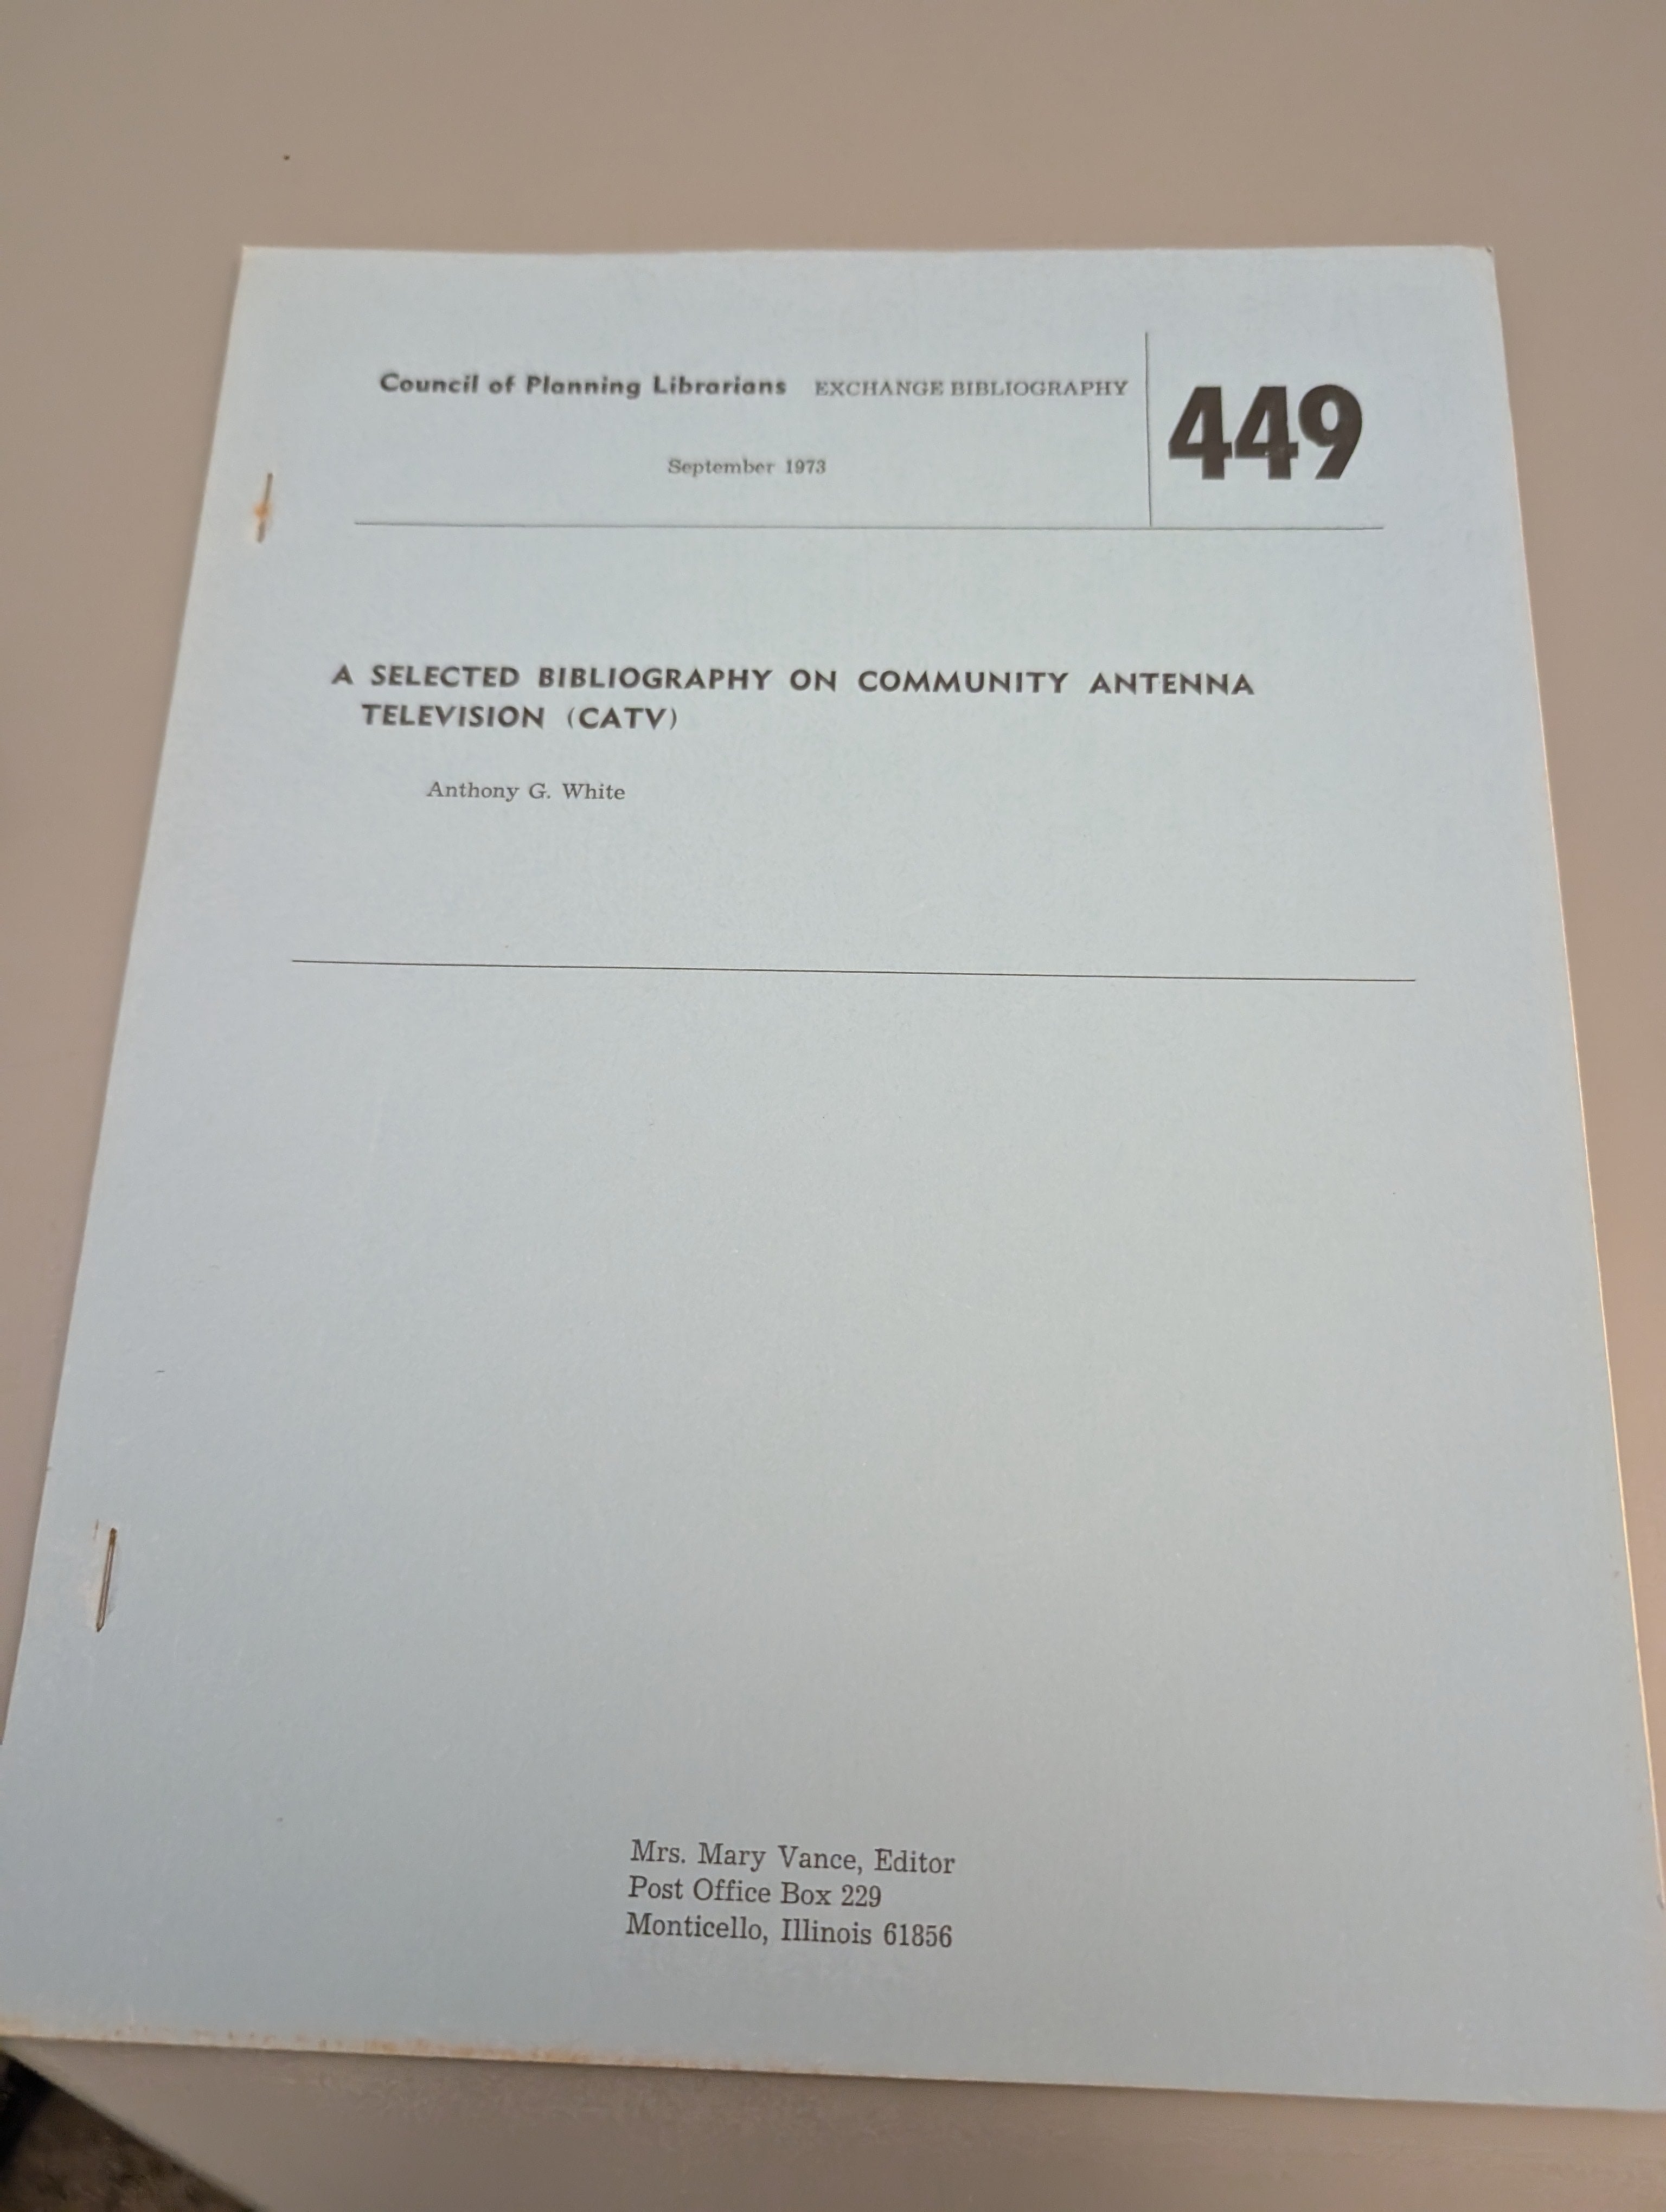 Council of Planning Librarians EXCHANGE BIBLIOGRAPHY
449
September 1973
A SELECTED BIBLIOGRAPHY ON COMMUNITY ANTENNA
TELEVISION (CATV)
Anthony G. White
Mrs. Mary Vance, Editor
Post Office Box 229
Monticello, Illinois 61856